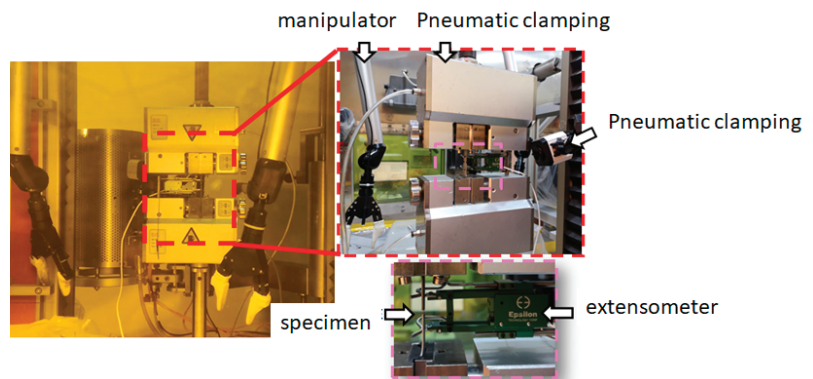 manipulator
Pneumatic clamping
Pneumatic clamping
specimen
extensometer
Epsilon